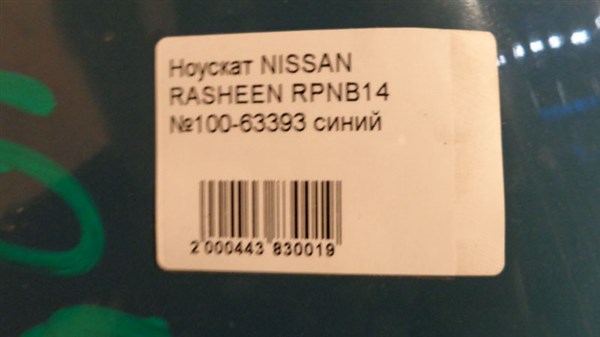 Ноускат NISSAN
RASHEEN RPNB14
№100-63393 синий
2 000443 830019